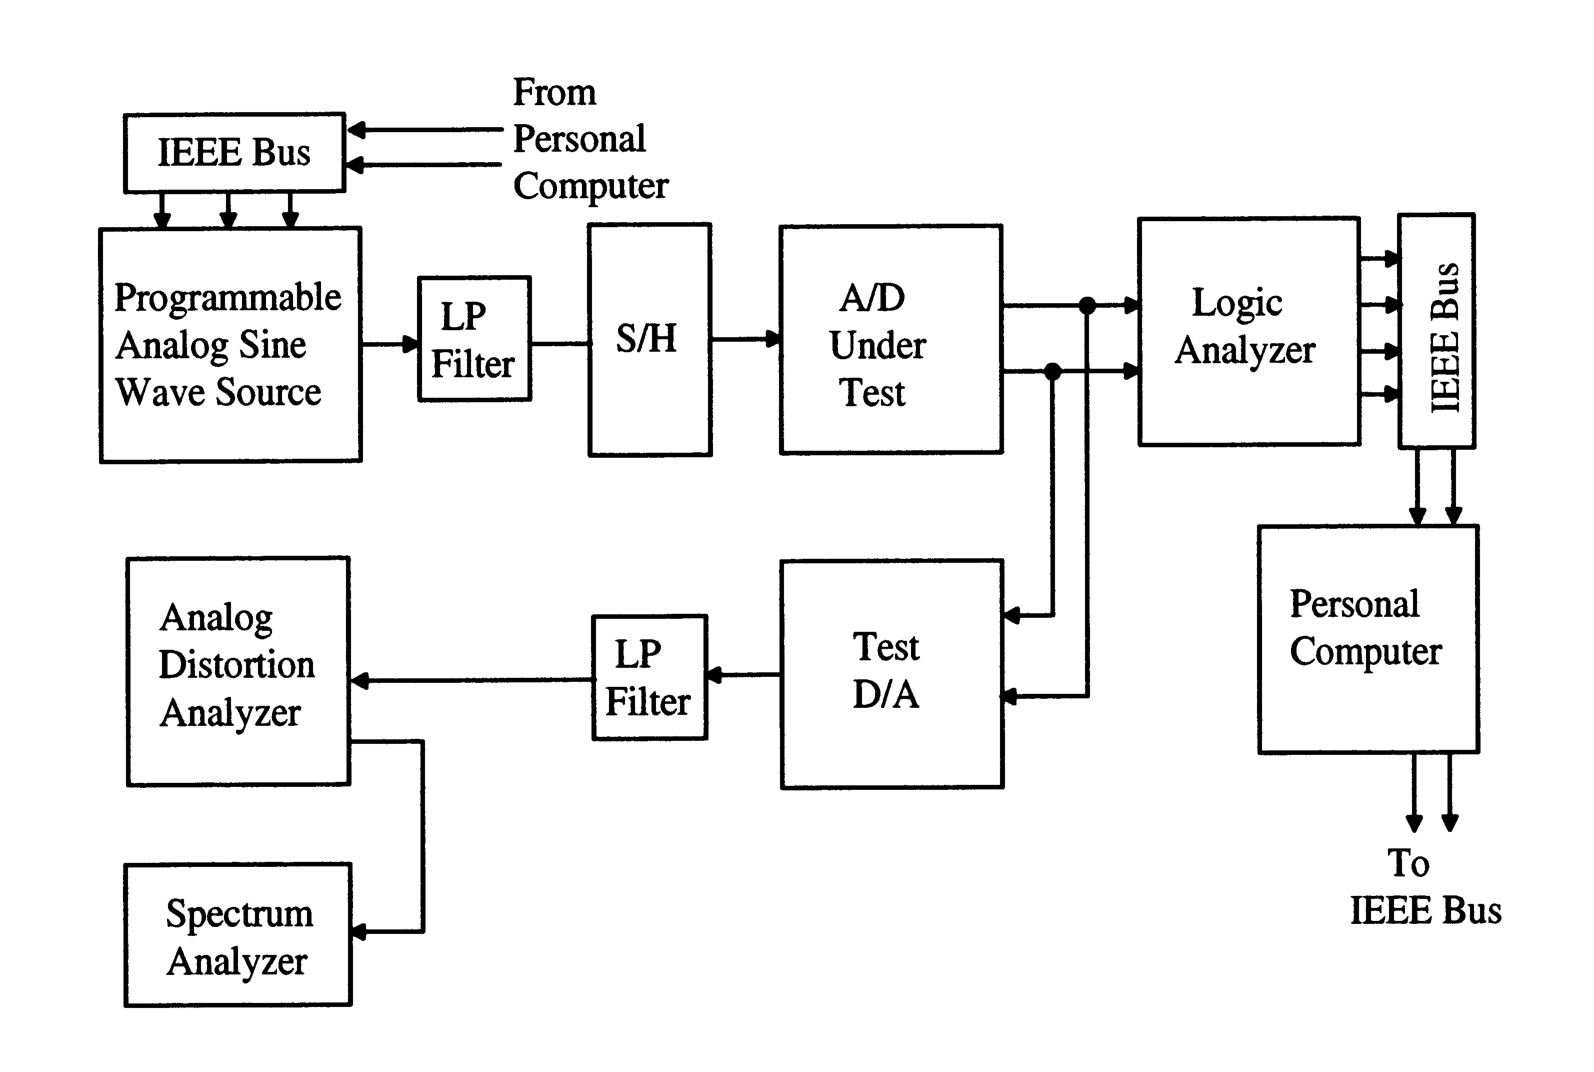 From
Personal
Computer
IEEE Bus
Programmable
Analog Sine
Wave Source
LP
Filter
S/H
A/D
Under
Test
Logic
Analyzer
IEEE Bus
Analog
Distortion
Analyzer
LP
Filter
Test
D/A
Personal
Computer
Spectrum
Analyzer
To
IEEE Bus